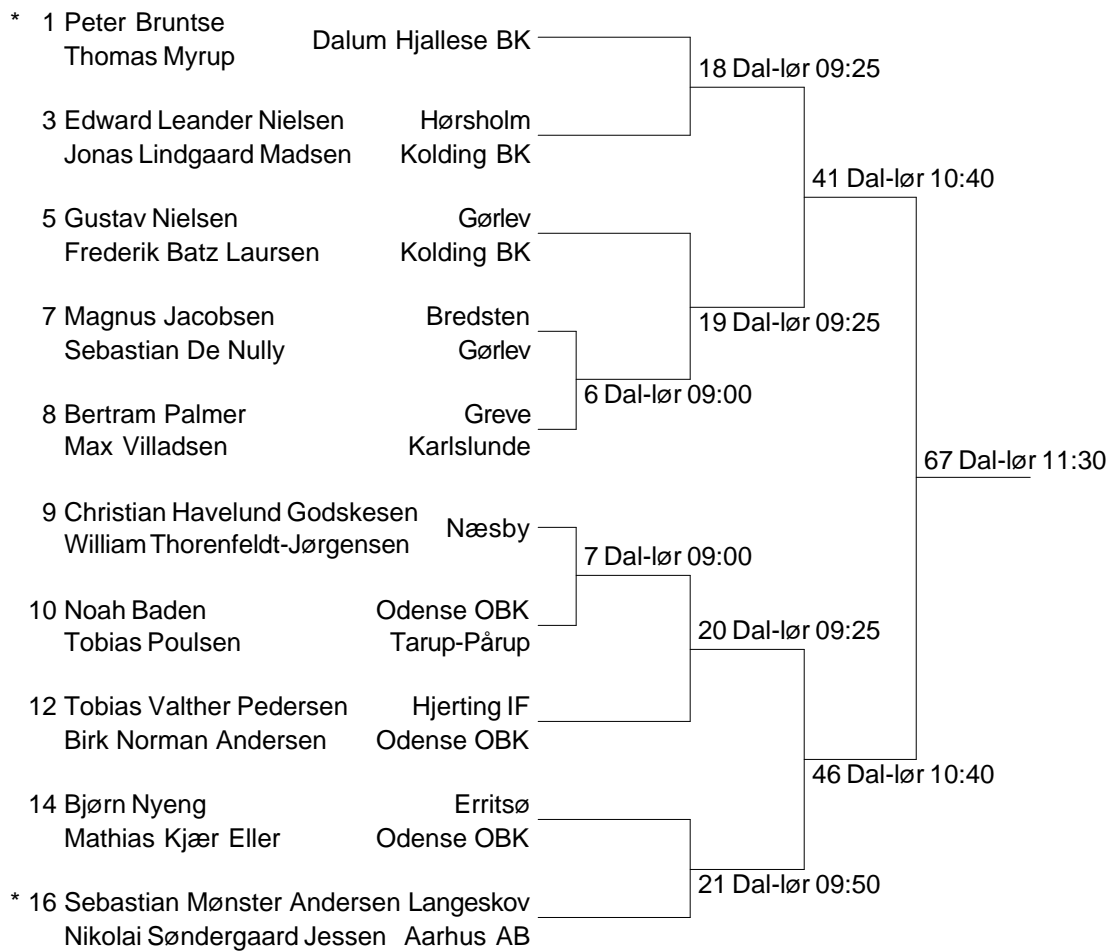 * 1 Peter Bruntse
Dalum Hjallese BK
Thomas Myrup
18 Dal-lør 09:25
3 Edward Leander Nielsen Hørsholm
Jonas Lindgaard Madsen Kolding BK
41 Dal-lør 10:40
5 Gustav Nielsen Gørlev
Frederik Batz Laursen Kolding BK
7 Magnus Jacobsen Bredsten
19 Dal-lør 09:25
Sebastian De Nully Gørlev
6 Dal-lør 09:00
8 Bertram Palmer Greve
Max Villadsen Karlslunde
67 Dal-lør 11:30
9 Christian Havelund Godskesen
Næsby
William Thorenfeldt-Jørgensen
7 Dal-lør 09:00
10 Noah Baden Odense OBK
20 Dal-lør 09:25
Tobias Poulsen Tarup-Pårup
12 Tobias Valther Pedersen Hjerting IF
Birk Norman Andersen Odense OBK
46 Dal-lør 10:40
14 Bjørn Nyeng Erritsø
Mathias Kjær Eller Odense OBK
21 Dal-lør 09:50
* 16 Sebastian Mønster Andersen Langeskov
Nikolai Søndergaard Jessen Aarhus AB